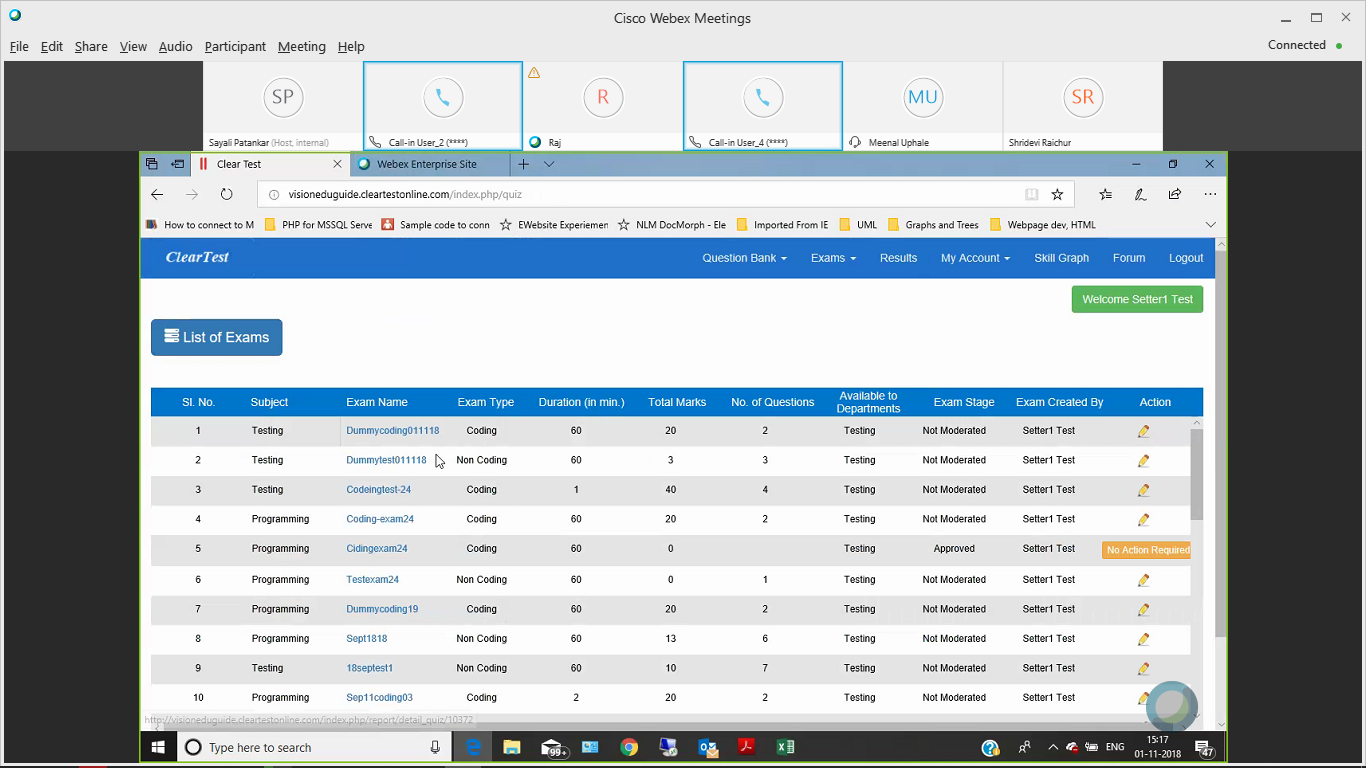 Cisco Webex Meetings
File Edit Share View Audio Participant Meeting Help
Connected
SP R MU SR
Sayali Patankar (Host, internal) Call-in User_2 (****) Raj Call-in User_4 (****) Meenal Uphale Shridevi Raichur
Clear Test Webex Enterprise Site
visioneduguide.cleartestonline.com/index.php/quiz
How to connect to M PHP for MSSQL Serve Sample code to conn EWebsite Experiemen NLM DocMorph - Ele Imported From IE UML Graphs and Trees Webpage dev, HTML
ClearTest Question Bank Exams Results My Account Skill Graph Forum Logout
Welcome Setter1 Test
List of Exams
Sl. No. Subject Exam Name Exam Type Duration (in min.) Total Marks No. of Questions Available to Departments Exam Stage Exam Created By Action
1 Testing Dummycoding011118 Coding 60 20 2 Testing Not Moderated Setter1 Test
2 Testing Dummytest011118 Non Coding 60 3 3 Testing Not Moderated Setter1 Test
3 Testing Codeingtest-24 Coding 1 40 4 Testing Not Moderated Setter1 Test
4 Programming Coding-exam24 Coding 60 20 2 Testing Not Moderated Setter1 Test
5 Programming Cidingexam24 Coding 60 0 Testing Approved Setter1 Test No Action Required
6 Programming Testexam24 Non Coding 60 0 1 Testing Not Moderated Setter1 Test
7 Programming Dummycoding19 Coding 60 20 2 Testing Not Moderated Setter1 Test
8 Programming Sept1818 Non Coding 60 13 6 Testing Not Moderated Setter1 Test
9 Testing 18septest1 Non Coding 60 10 7 Testing Not Moderated Setter1 Test
10 Programming Sep11coding03 Coding 2 20 2 Testing Not Moderated Setter1 Test
http://visioneduguide.cleartestonline.com/index.php/report/detail_quiz/10372
Type here to search 99+ ENG 15:17
01-11-2018 47